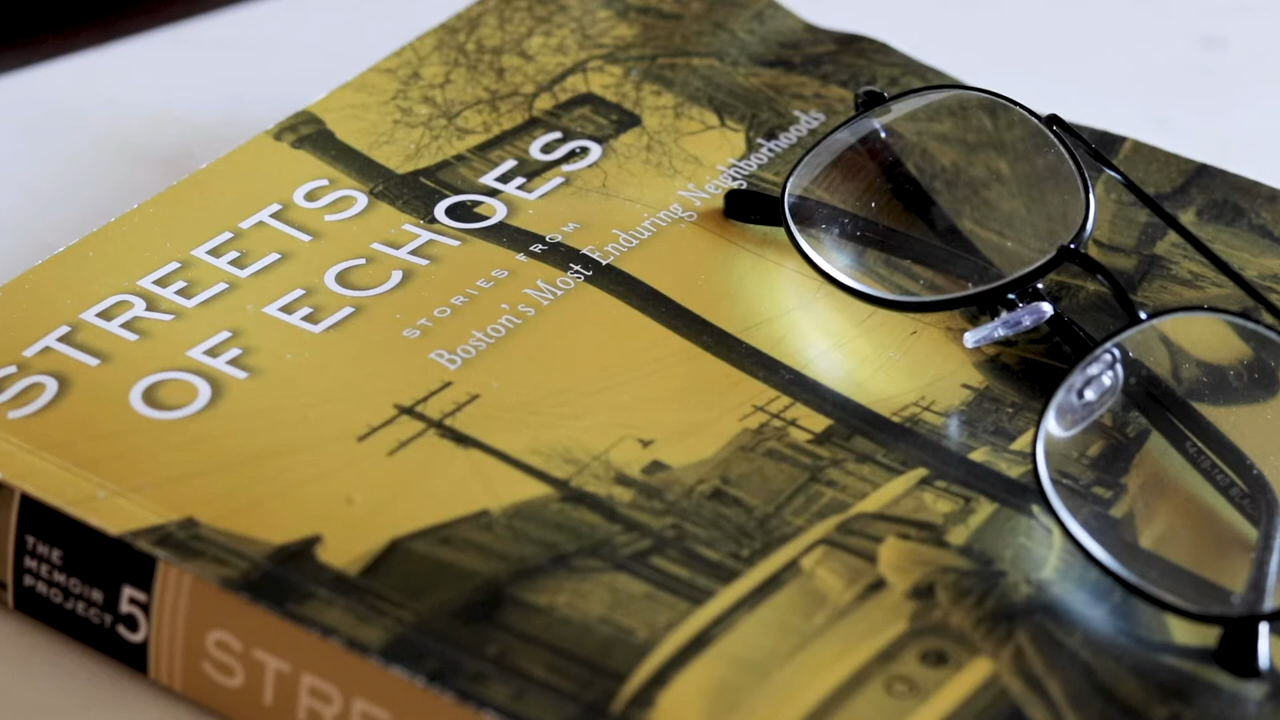 STREETS
OF ECHOES
STORIES FROM
Boston's Most Enduring Neighborhoods
THE
MEMOIR
PROJECT 5
STRE